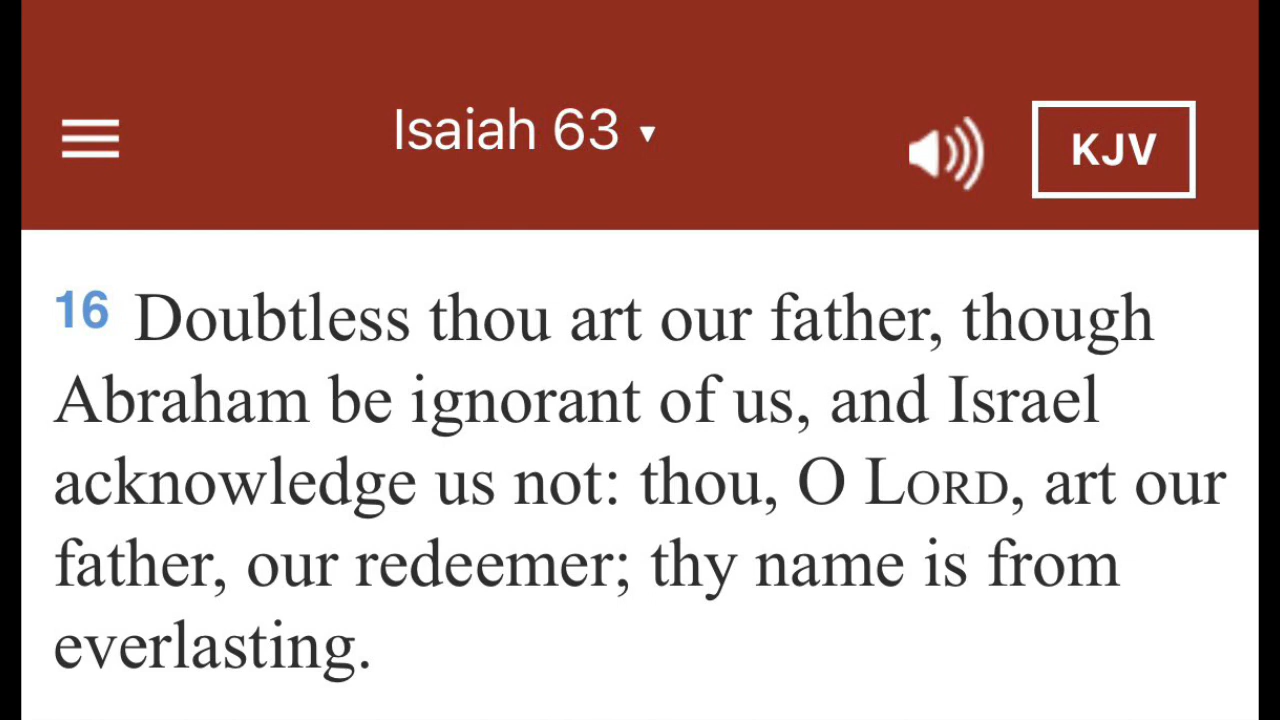 Isaiah 63 ▾
KJV
16 Doubtless thou art our father, though
Abraham be ignorant of us, and Israel
acknowledge us not: thou, O LORD, art our
father, our redeemer; thy name is from
everlasting.